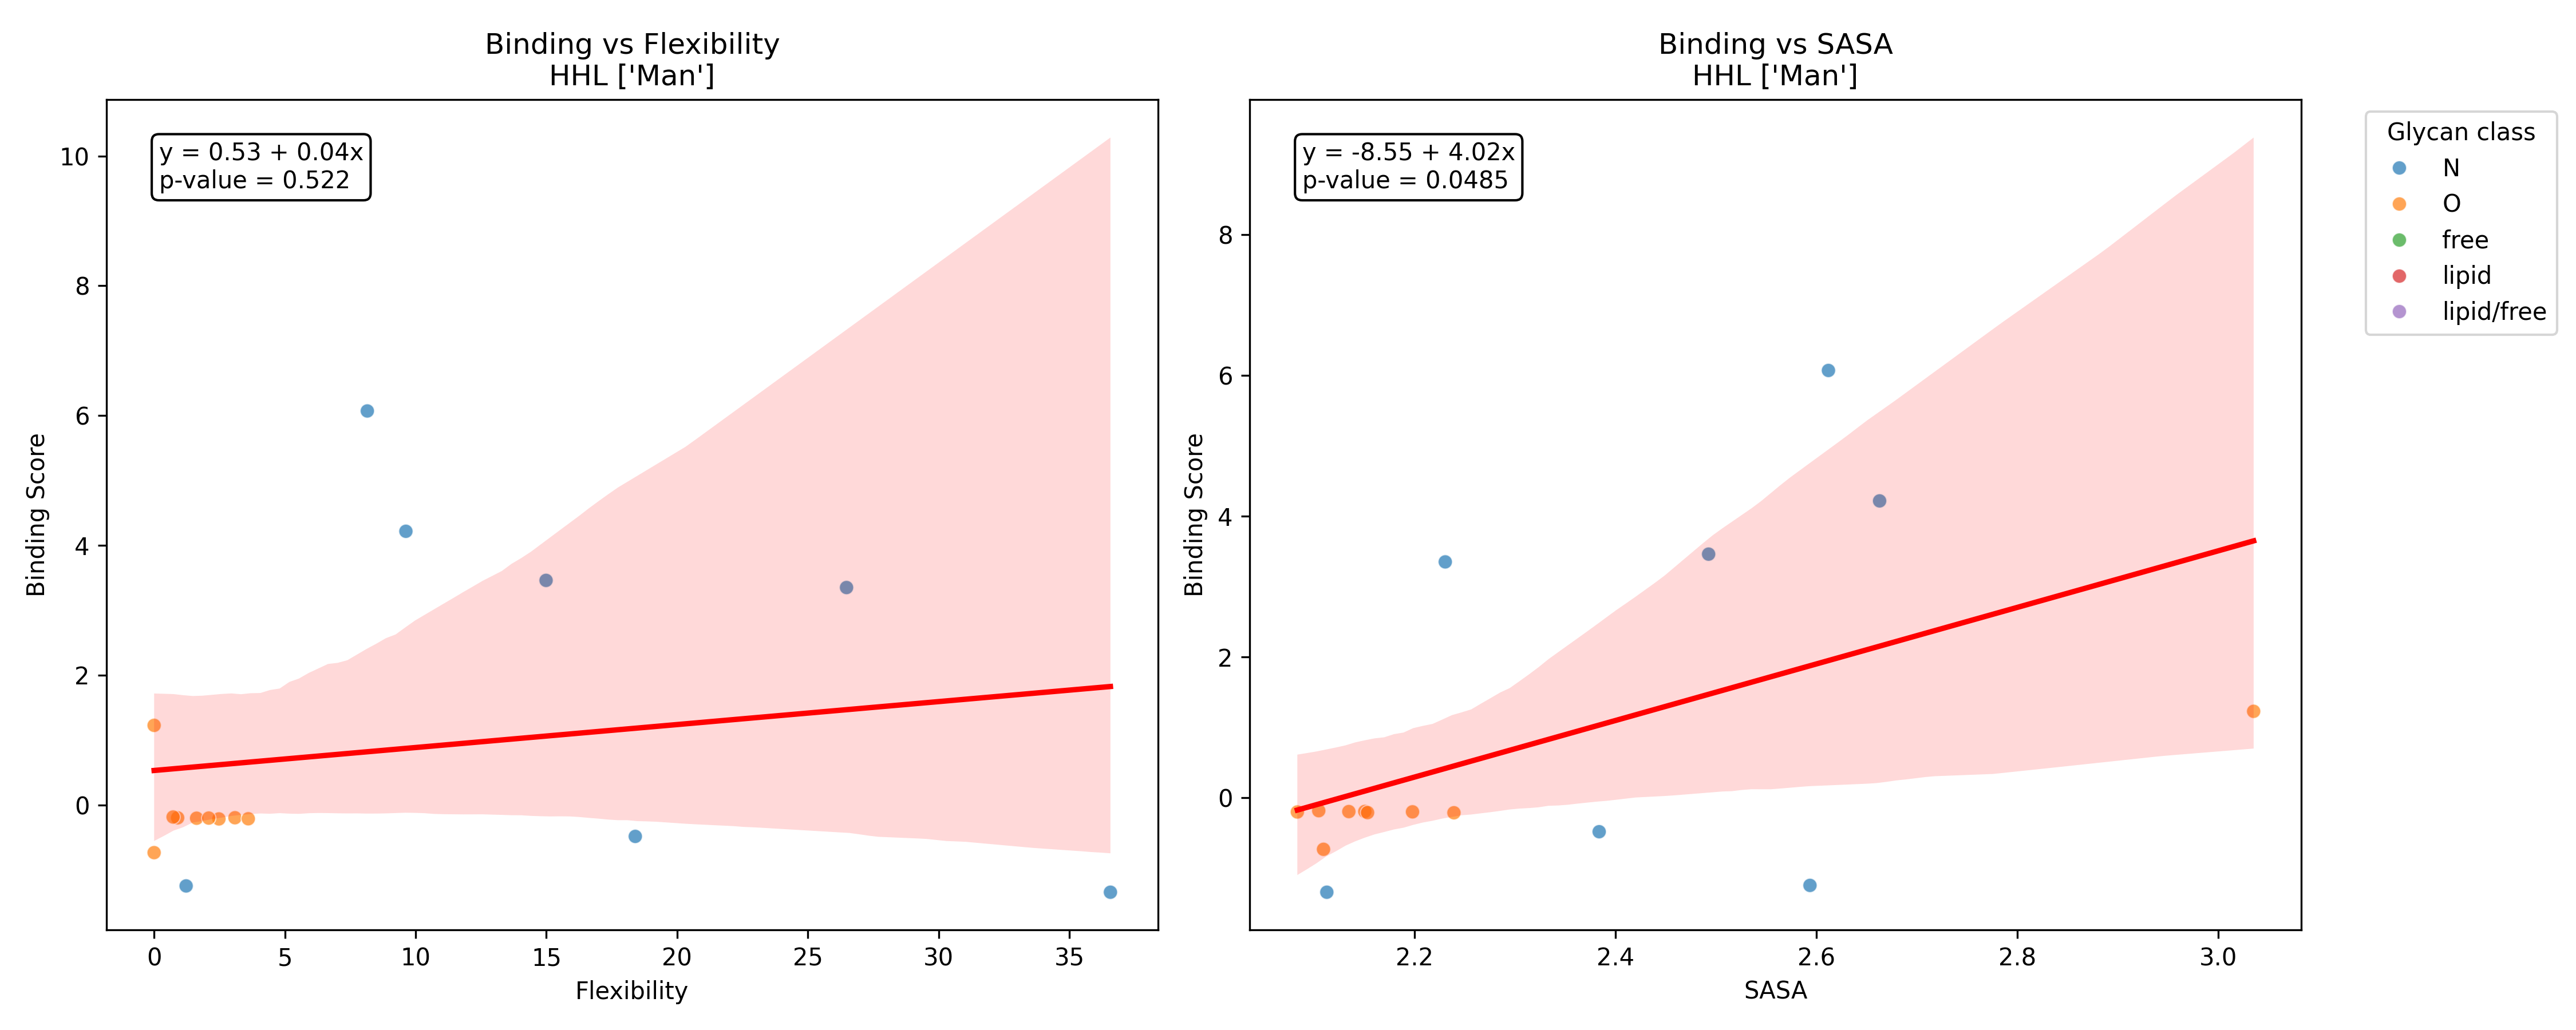 Binding vs Flexibility
HHL ['Man']
y = 0.53 + 0.04x
p-value = 0.522
10
8
6
4
2
0
Binding Score
0 5 10 15 20 25 30 35
Flexibility
Binding vs SASA
HHL ['Man']
y = -8.55 + 4.02x
p-value = 0.0485
8
6
4
2
0
Binding Score
2.2 2.4 2.6 2.8 3.0
SASA
Glycan class
N
O
free
lipid
lipid/free